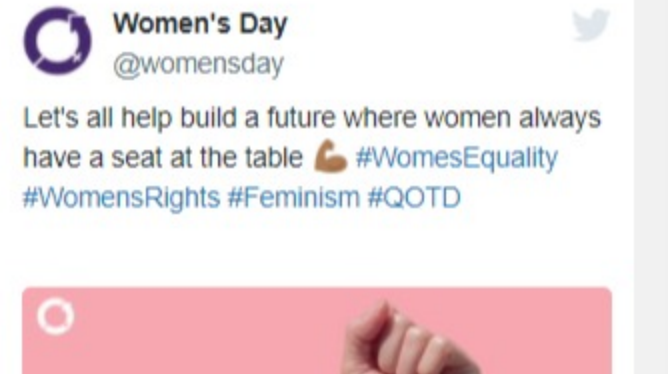 Women's Day
@womensday
Let's all help build a future where women always
have a seat at the table 💪🏾 #WomesEquality
#WomensRights #Feminism #QOTD